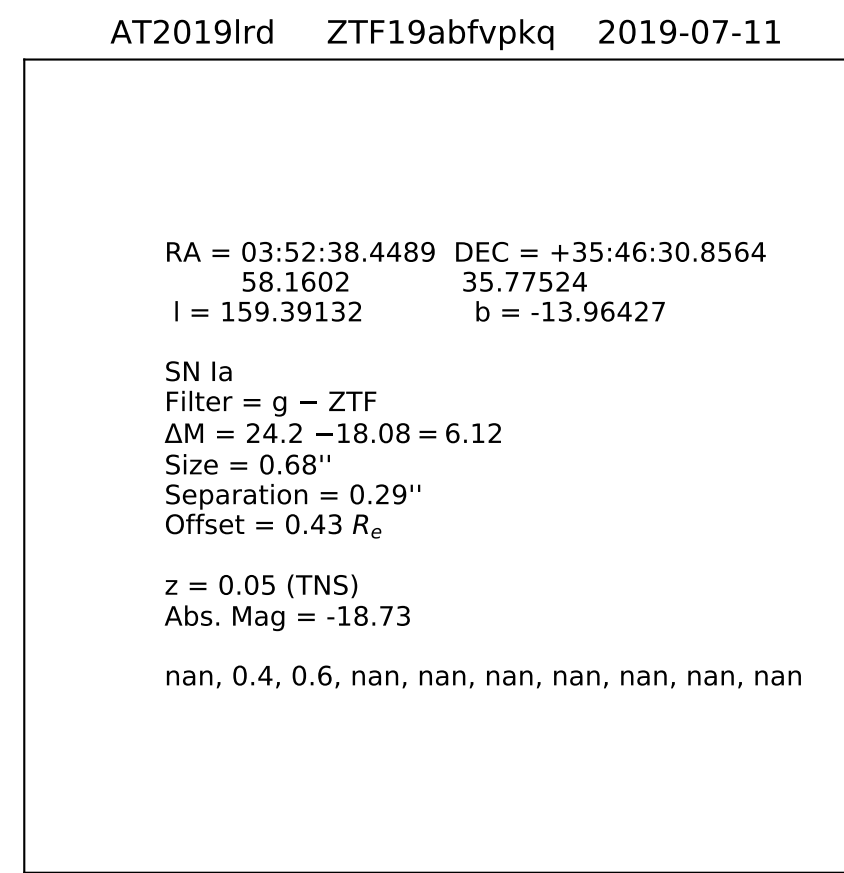 AT2019lrd ZTF19abfvpkq 2019-07-11
RA = 03:52:38.4489 DEC = +35:46:30.8564
58.1602 35.77524
l = 159.39132 b = -13.96427
SN Ia
Filter = g − ZTF
ΔM = 24.2 −18.08 = 6.12
Size = 0.68''
Separation = 0.29''
Offset = 0.43 Re
z = 0.05 (TNS)
Abs. Mag = -18.73
nan, 0.4, 0.6, nan, nan, nan, nan, nan, nan, nan